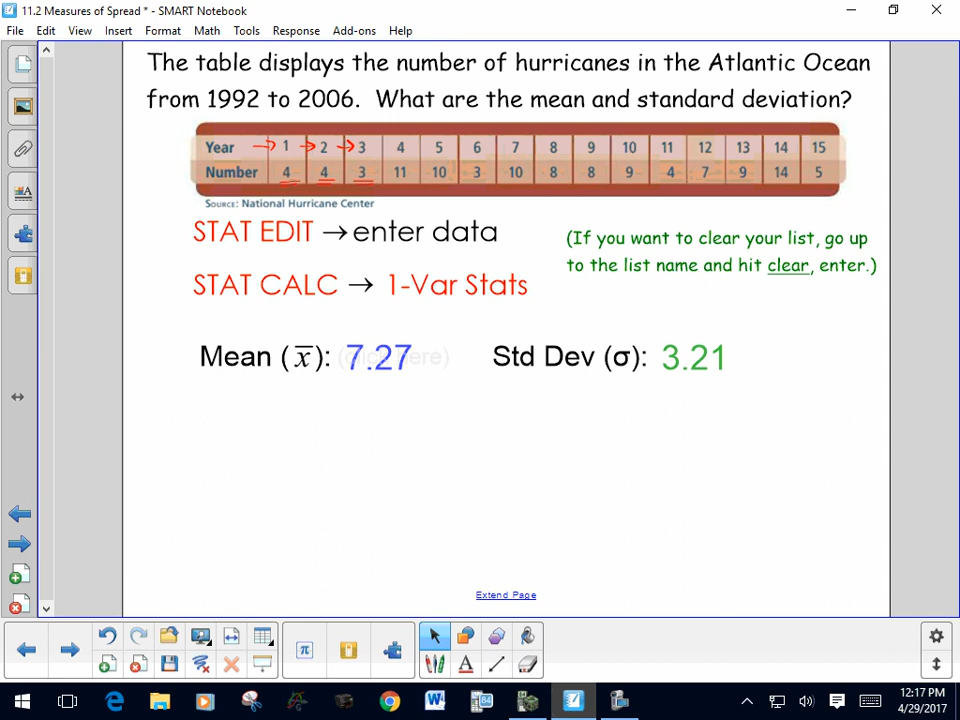 11.2 Measures of Spread * - SMART Notebook
File Edit View Insert Format Math Tools Response Add-ons Help
The table displays the number of hurricanes in the Atlantic Ocean
from 1992 to 2006. What are the mean and standard deviation?
Year → 1 → 2 → 3 4 5 6 7 8 9 10 11 12 13 14 15
Number 4 4 3 11 10 3 10 8 8 9 4 7 9 14 5
SOURCE: National Hurricane Center
STAT EDIT → enter data
(If you want to clear your list, go up
to the list name and hit clear, enter.)
STAT CALC → 1-Var Stats
Mean (x̅): 7.27 (click here)
Std Dev (σ): 3.21
Extend Page
π
A
W
84
12:17 PM
4/29/2017